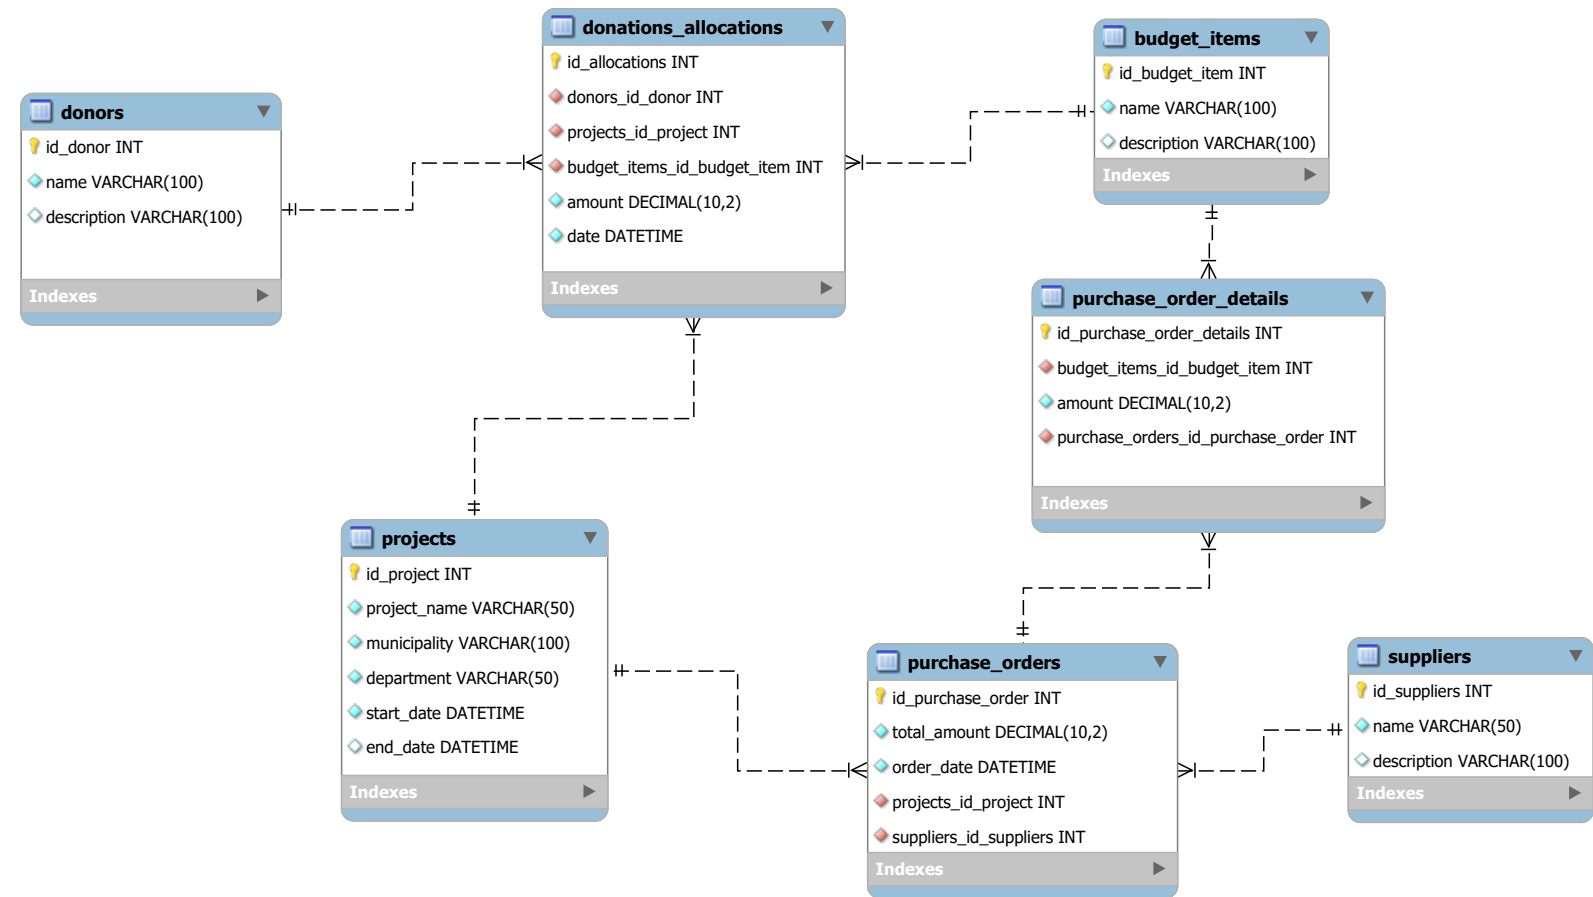 donors
id_donor INT
name VARCHAR(100)
description VARCHAR(100)
Indexes
donations_allocations
id_allocations INT
donors_id_donor INT
projects_id_project INT
budget_items_id_budget_item INT
amount DECIMAL(10,2)
date DATETIME
Indexes
budget_items
id_budget_item INT
name VARCHAR(100)
description VARCHAR(100)
Indexes
purchase_order_details
id_purchase_order_details INT
budget_items_id_budget_item INT
amount DECIMAL(10,2)
purchase_orders_id_purchase_order INT
Indexes
projects
id_project INT
project_name VARCHAR(50)
municipality VARCHAR(100)
department VARCHAR(50)
start_date DATETIME
end_date DATETIME
Indexes
purchase_orders
id_purchase_order INT
total_amount DECIMAL(10,2)
order_date DATETIME
projects_id_project INT
suppliers_id_suppliers INT
Indexes
suppliers
id_suppliers INT
name VARCHAR(50)
description VARCHAR(100)
Indexes